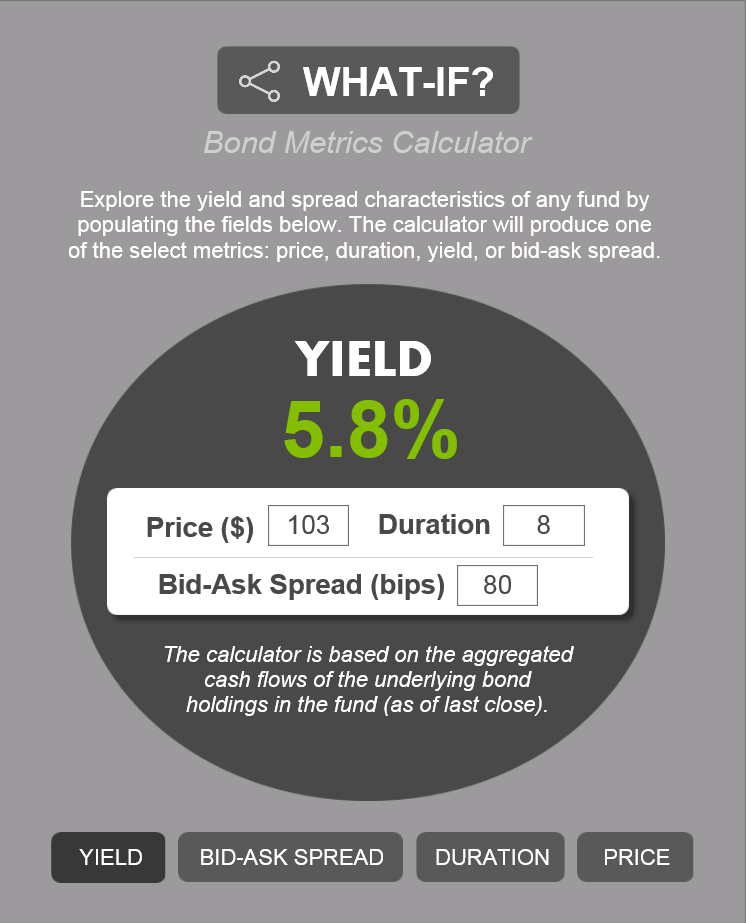 WHAT-IF?
Bond Metrics Calculator
Explore the yield and spread characteristics of any fund by
populating the fields below. The calculator will produce one
of the select metrics: price, duration, yield, or bid-ask spread.
YIELD
5.8%
Price ($) 103 Duration 8
Bid-Ask Spread (bips) 80
The calculator is based on the aggregated
cash flows of the underlying bond
holdings in the fund (as of last close).
YIELD BID-ASK SPREAD DURATION PRICE